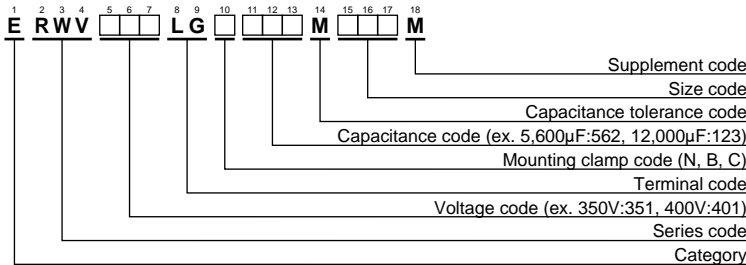 1 2 3 4 5 6 7 8 9 10 11 12 13 14 15 16 17 18
E R W V □ □ □ L G □ □ □ □ M □ □ □ M
Supplement code
Size code
Capacitance tolerance code
Capacitance code (ex. 5,600µF:562, 12,000µF:123)
Mounting clamp code (N, B, C)
Terminal code
Voltage code (ex. 350V:351, 400V:401)
Series code
Category